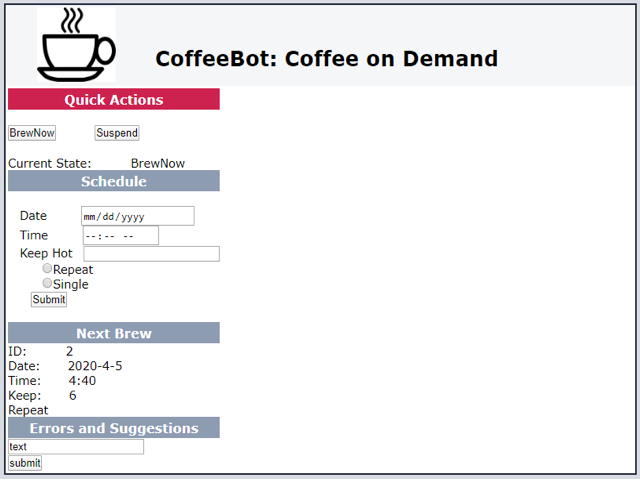 CoffeeBot: Coffee on Demand
Quick Actions
BrewNow Suspend
Current State: BrewNow
Schedule
Date mm/dd/yyyy
Time --:-- --
Keep Hot
Repeat
Single
Submit
Next Brew
ID: 2
Date: 2020-4-5
Time: 4:40
Keep: 6
Repeat
Errors and Suggestions
text
submit